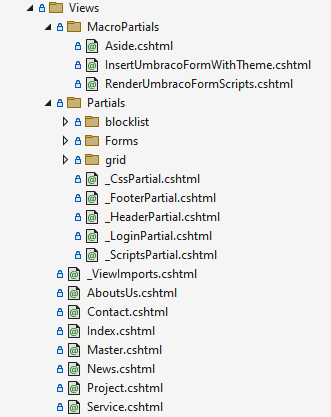 Views
MacroPartials
Aside.cshtml
InsertUmbracoFormWithTheme.cshtml
RenderUmbracoFormScripts.cshtml
Partials
blocklist
Forms
grid
_CssPartial.cshtml
_FooterPartial.cshtml
_HeaderPartial.cshtml
_LoginPartial.cshtml
_ScriptsPartial.cshtml
_ViewImports.cshtml
AboutsUs.cshtml
Contact.cshtml
Index.cshtml
Master.cshtml
News.cshtml
Project.cshtml
Service.cshtml